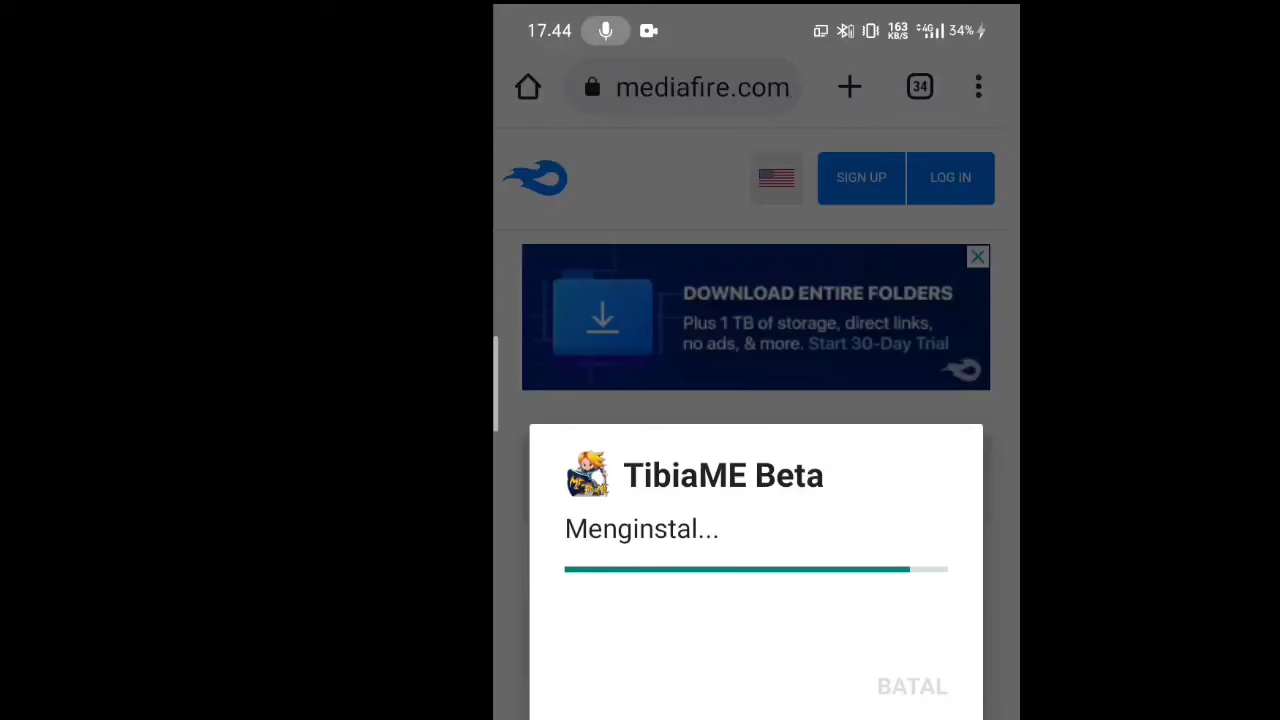 17.44 163 KB/S 4G 34%
mediafire.com 34
SIGN UP LOG IN
DOWNLOAD ENTIRE FOLDERS
Plus 1 TB of storage, direct links,
no ads, & more. Start 30-Day Trial
TibiaME Beta
Menginstal...
BATAL